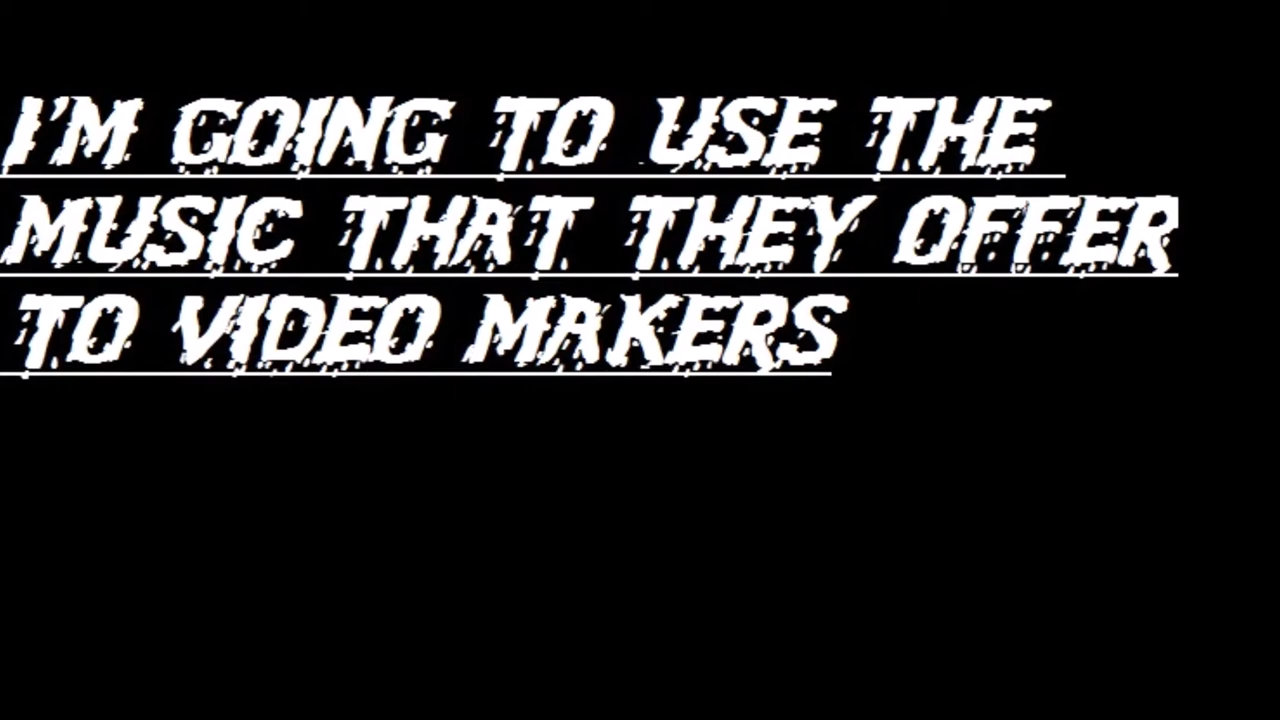 I'M GOING TO USE THE
MUSIC THAT THEY OFFER
TO VIDEO MAKERS